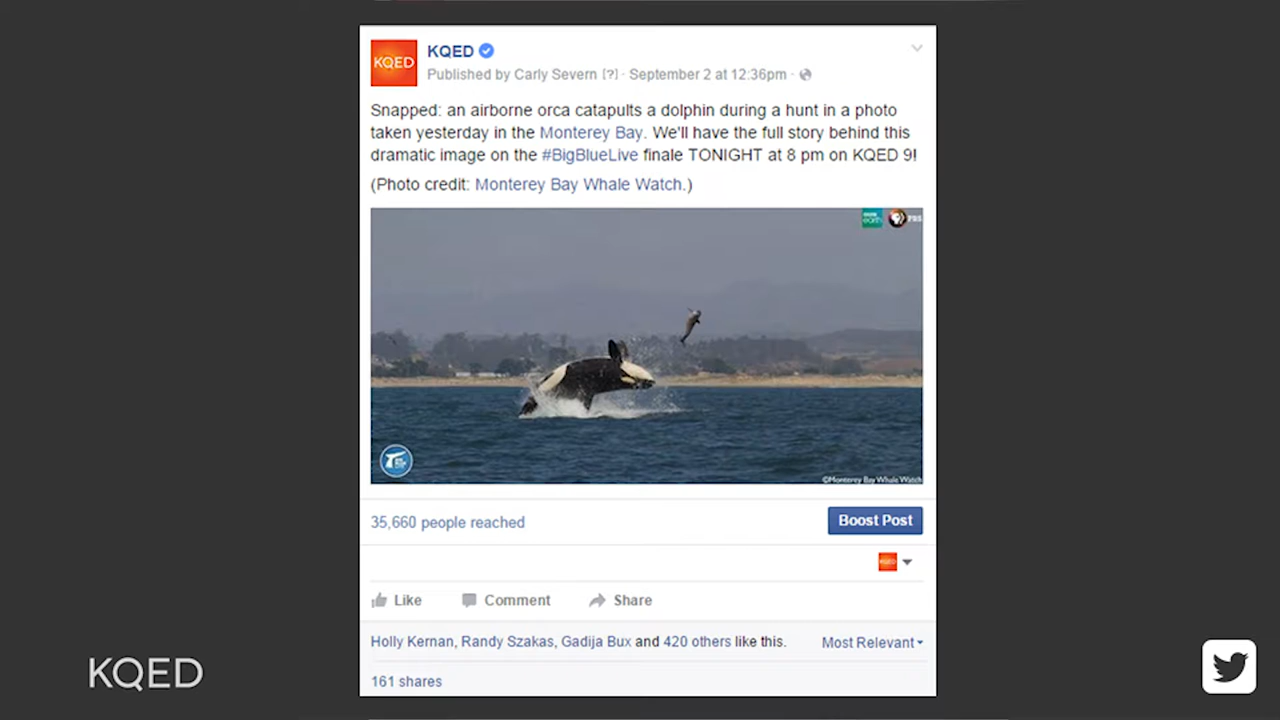 KQED
KQED
Published by Carly Severn [?] · September 2 at 12:36pm ·
Snapped: an airborne orca catapults a dolphin during a hunt in a photo
taken yesterday in the Monterey Bay. We'll have the full story behind this
dramatic image on the #BigBlueLive finale TONIGHT at 8 pm on KQED 9!
(Photo credit: Monterey Bay Whale Watch.)
earth PBS
©Monterey Bay Whale Watch
35,660 people reached
Boost Post
KQED
Like Comment Share
Holly Kernan, Randy Szakas, Gadija Bux and 420 others like this.
Most Relevant
161 shares
KQED